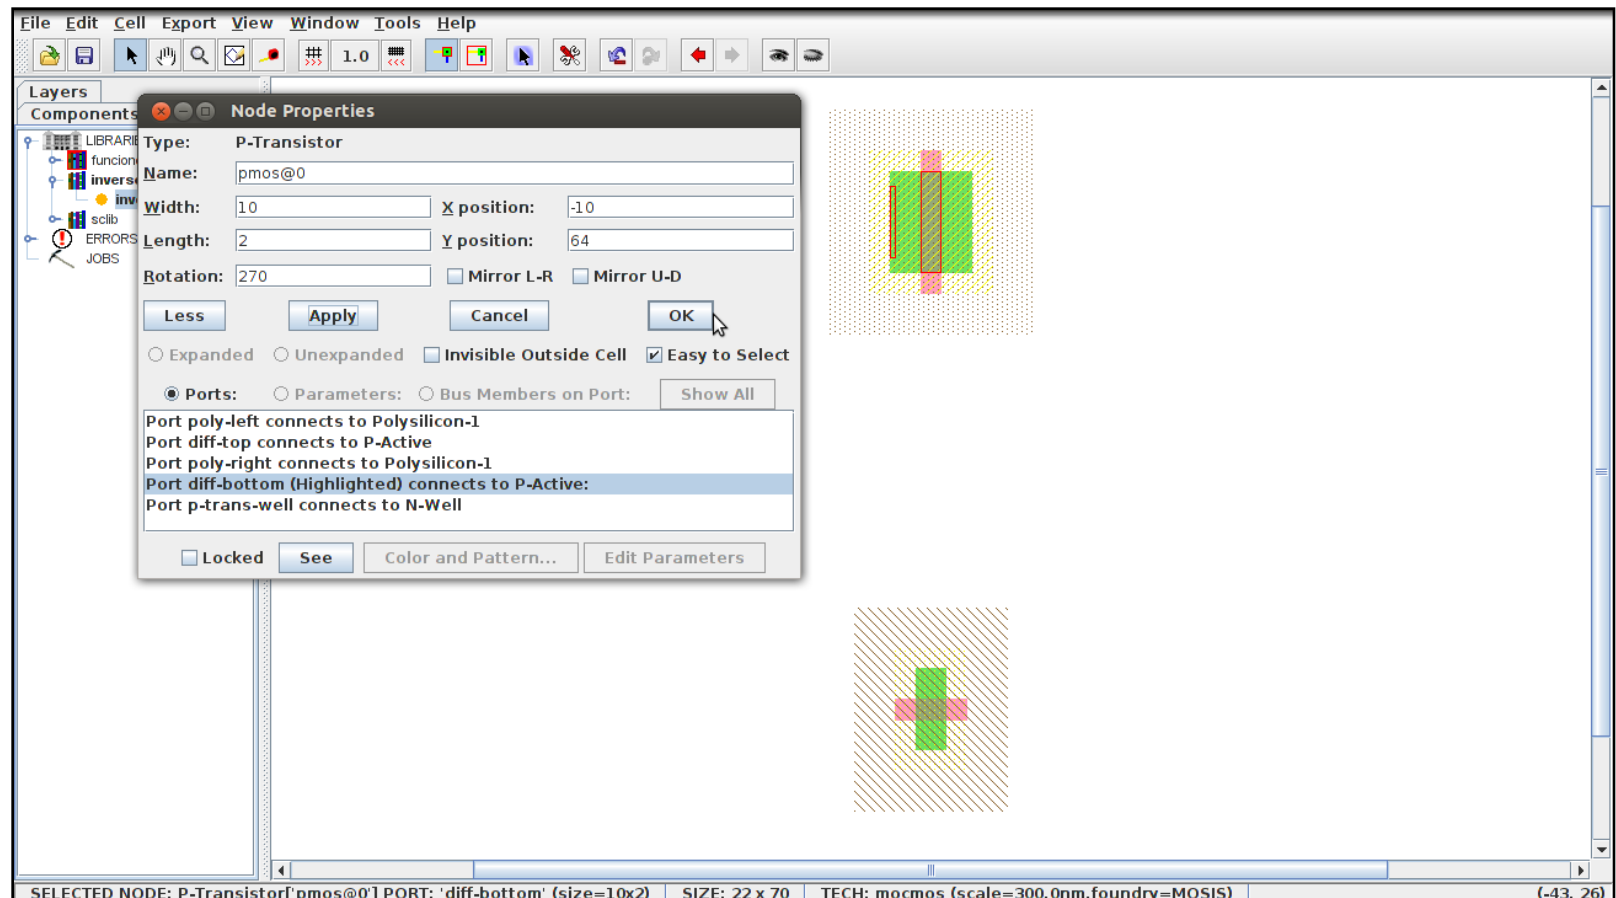 File Edit Cell Export View Window Tools Help
1.0
Layers
Components
LIBRARIE
funcion
inverse
inve
sclib
ERRORS
JOBS
Node Properties
Type: P-Transistor
Name: pmos@0
Width: 10 X position: -10
Length: 2 Y position: 64
Rotation: 270 Mirror L-R Mirror U-D
Less Apply Cancel OK
Expanded Unexpanded Invisible Outside Cell Easy to Select
Ports: Parameters: Bus Members on Port: Show All
Port poly-left connects to Polysilicon-1
Port diff-top connects to P-Active
Port poly-right connects to Polysilicon-1
Port diff-bottom (Highlighted) connects to P-Active:
Port p-trans-well connects to N-Well
Locked See Color and Pattern... Edit Parameters
SELECTED NODE: P-Transistor['pmos@0'] PORT: 'diff-bottom' (size=10x2) SIZE: 22 x 70 TECH: mocmos (scale=300.0nm,foundry=MOSIS) (-43, 26)